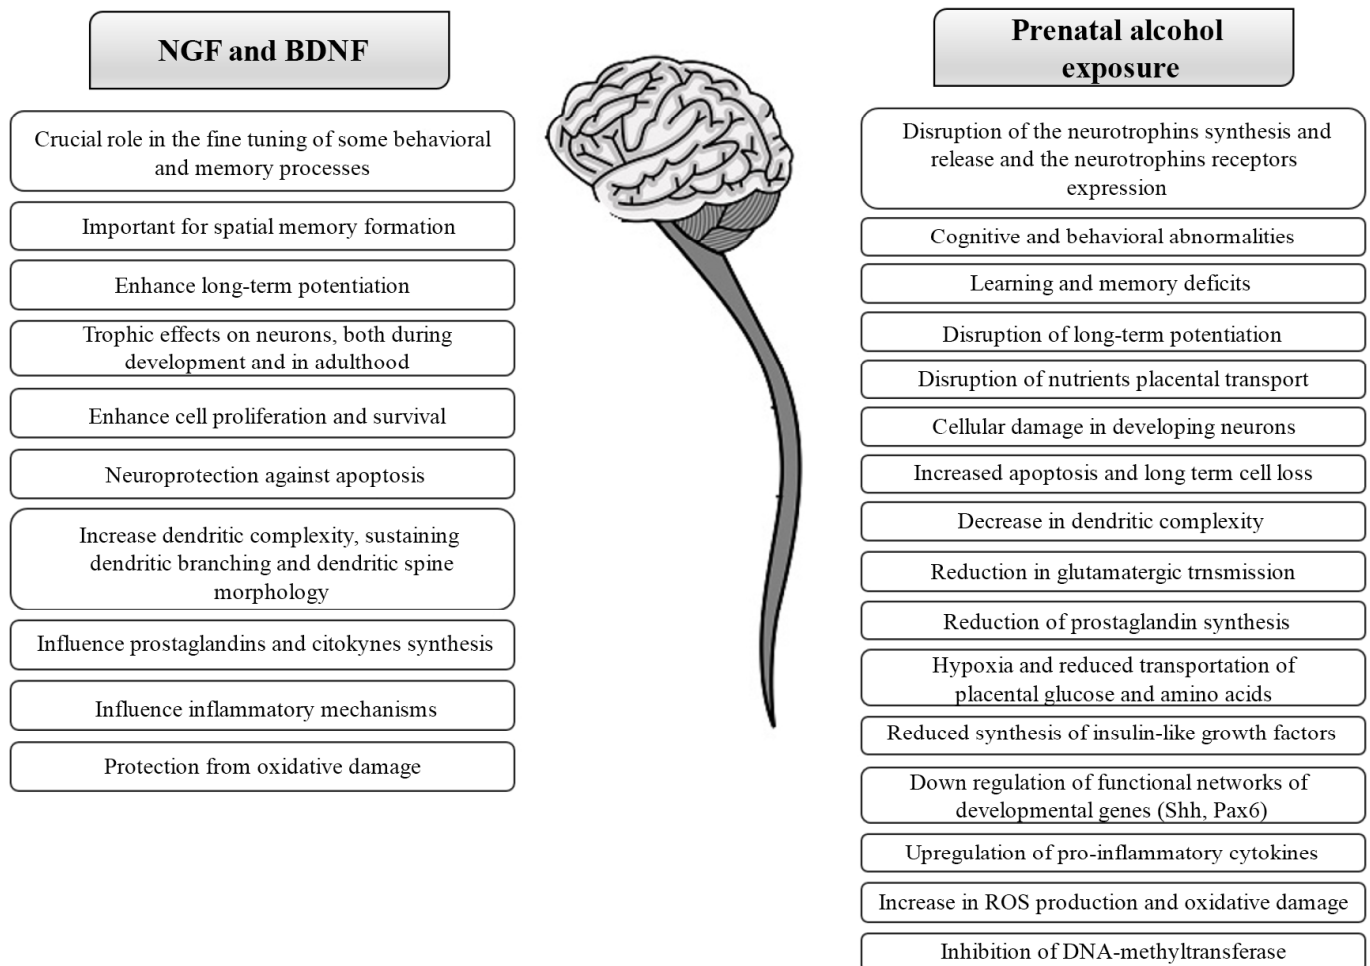 NGF and BDNF
Crucial role in the fine tuning of some behavioral
and memory processes
Important for spatial memory formation
Enhance long-term potentiation
Trophic effects on neurons, both during
development and in adulthood
Enhance cell proliferation and survival
Neuroprotection against apoptosis
Increase dendritic complexity, sustaining
dendritic branching and dendritic spine
morphology
Influence prostaglandins and citokynes synthesis
Influence inflammatory mechanisms
Protection from oxidative damage
Prenatal alcohol
exposure
Disruption of the neurotrophins synthesis and
release and the neurotrophins receptors
expression
Cognitive and behavioral abnormalities
Learning and memory deficits
Disruption of long-term potentiation
Disruption of nutrients placental transport
Cellular damage in developing neurons
Increased apoptosis and long term cell loss
Decrease in dendritic complexity
Reduction in glutamatergic trnsmission
Reduction of prostaglandin synthesis
Hypoxia and reduced transportation of
placental glucose and amino acids
Reduced synthesis of insulin-like growth factors
Down regulation of functional networks of
developmental genes (Shh, Pax6)
Upregulation of pro-inflammatory cytokines
Increase in ROS production and oxidative damage
Inhibition of DNA-methyltransferase